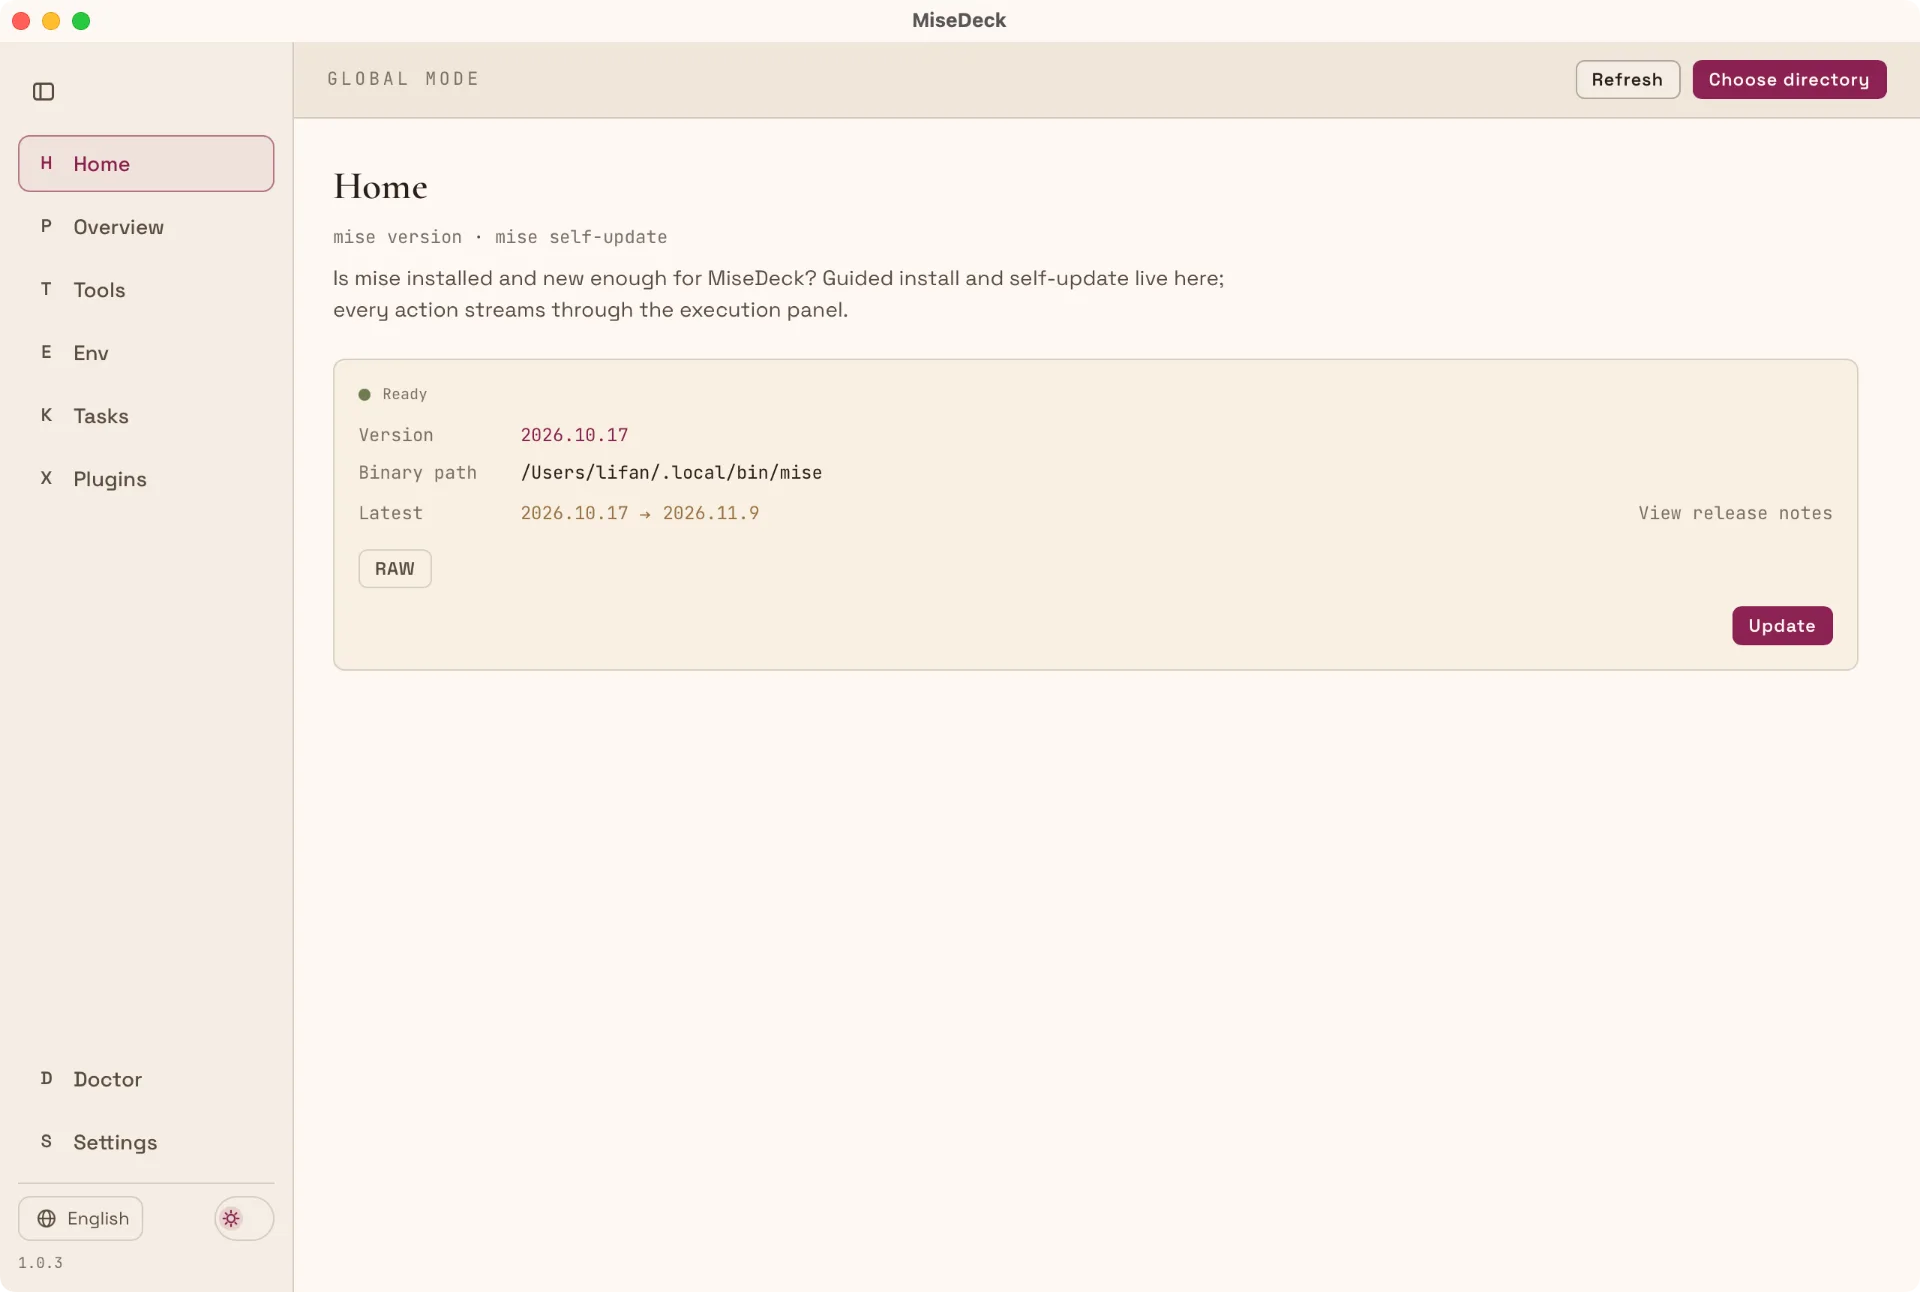 MiseDeck
GLOBAL MODE
Refresh
Choose directory
H Home
P Overview
T Tools
E Env
K Tasks
X Plugins
D Doctor
S Settings
English
1.0.3
Home
mise version · mise self-update
Is mise installed and new enough for MiseDeck? Guided install and self-update live here;
every action streams through the execution panel.
Ready
Version 2026.10.17
Binary path /Users/lifan/.local/bin/mise
Latest 2026.10.17 → 2026.11.9 View release notes
RAW
Update